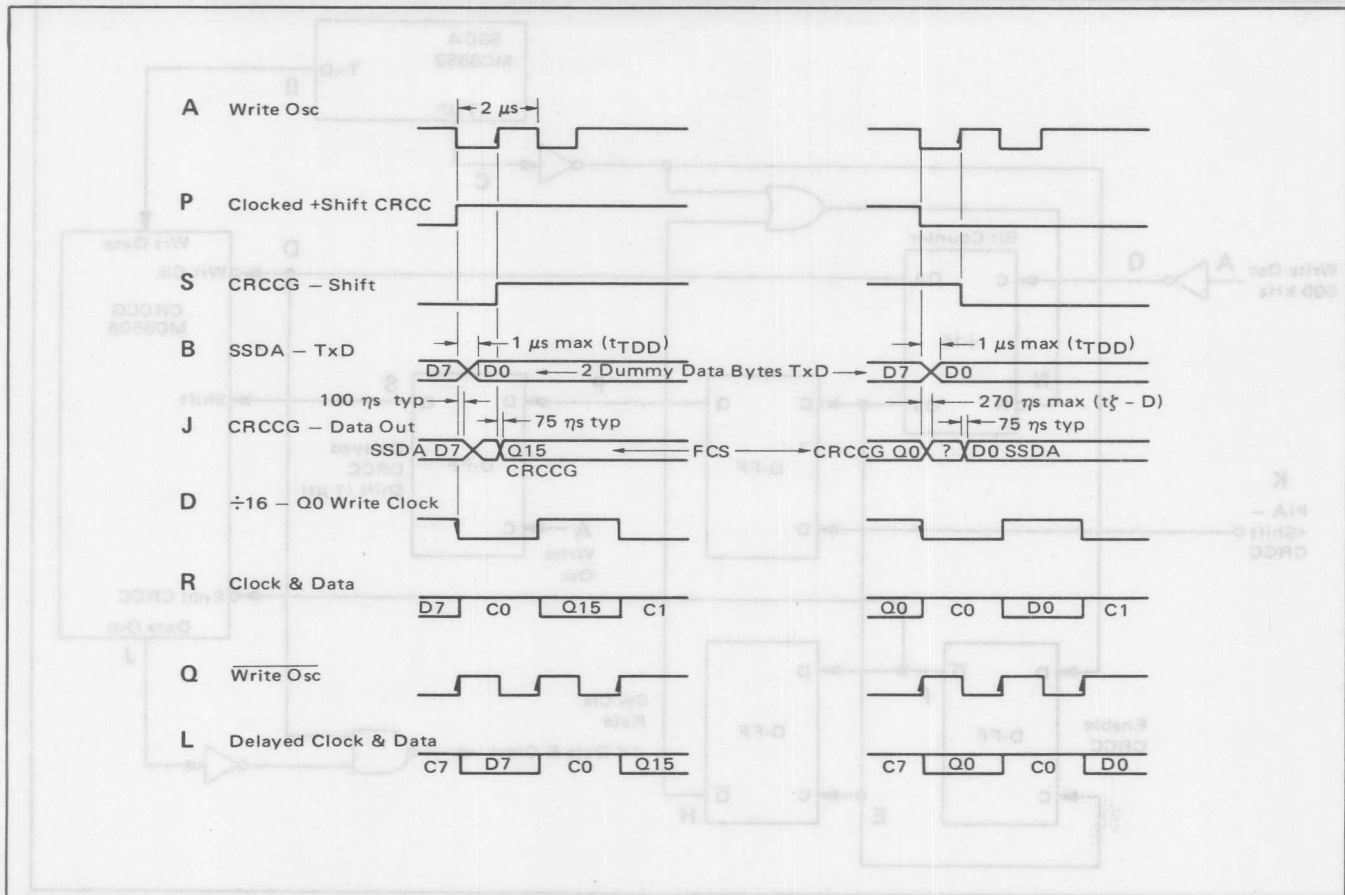 A Write Osc
2 μs
P Clocked +Shift CRCC
S CRCCG – Shift
1 μs max (tTDD)
1 μs max (tTDD)
B SSDA – TxD
D7 D0 2 Dummy Data Bytes TxD D7 D0
100 ηs typ
270 ηs max (tζ - D)
75 ηs typ
75 ηs typ
J CRCCG – Data Out
SSDA D7 Q15 FCS CRCCG Q0 ? D0 SSDA
CRCCG
D ÷16 – Q0 Write Clock
R Clock & Data
D7 C0 Q15 C1 Q0 C0 D0 C1
Q Write Osc
L Delayed Clock & Data
C7 D7 C0 Q15 C7 Q0 C0 D0